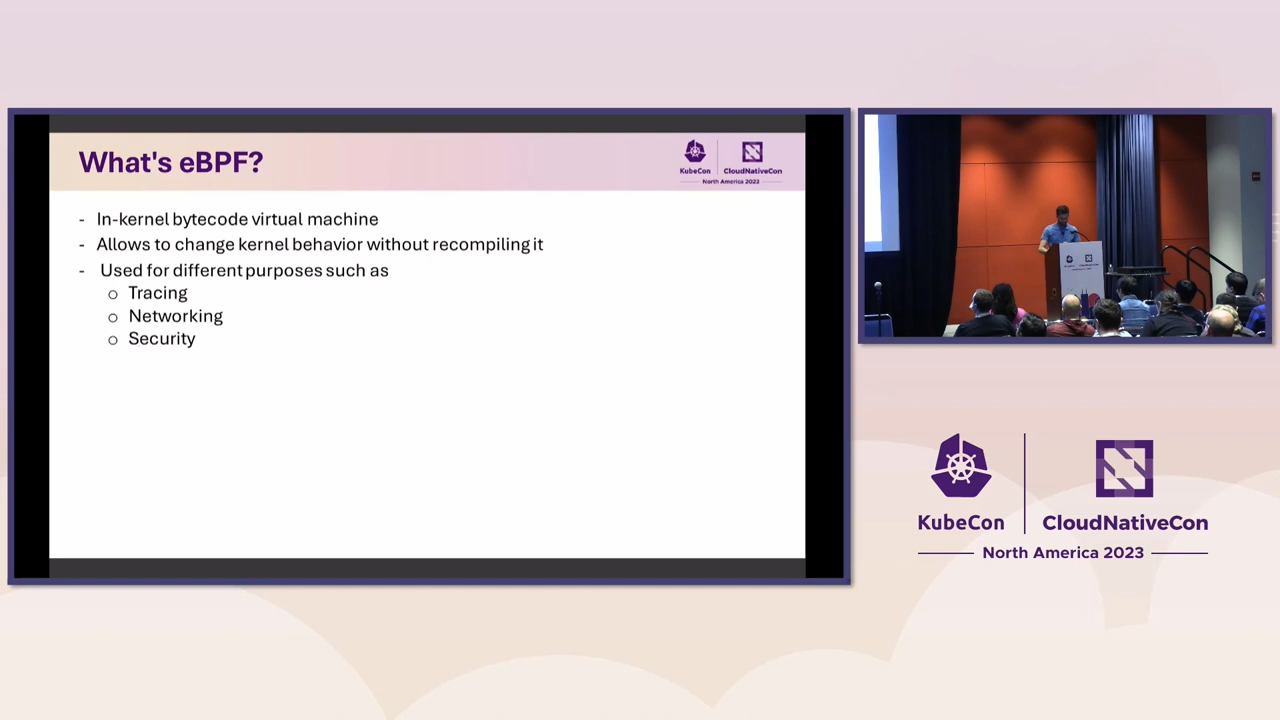 What's eBPF?
KubeCon
CloudNativeCon
North America 2023
- In-kernel bytecode virtual machine
- Allows to change kernel behavior without recompiling it
- Used for different purposes such as
o Tracing
o Networking
o Security
KubeCon
CloudNativeCon
North America 2023